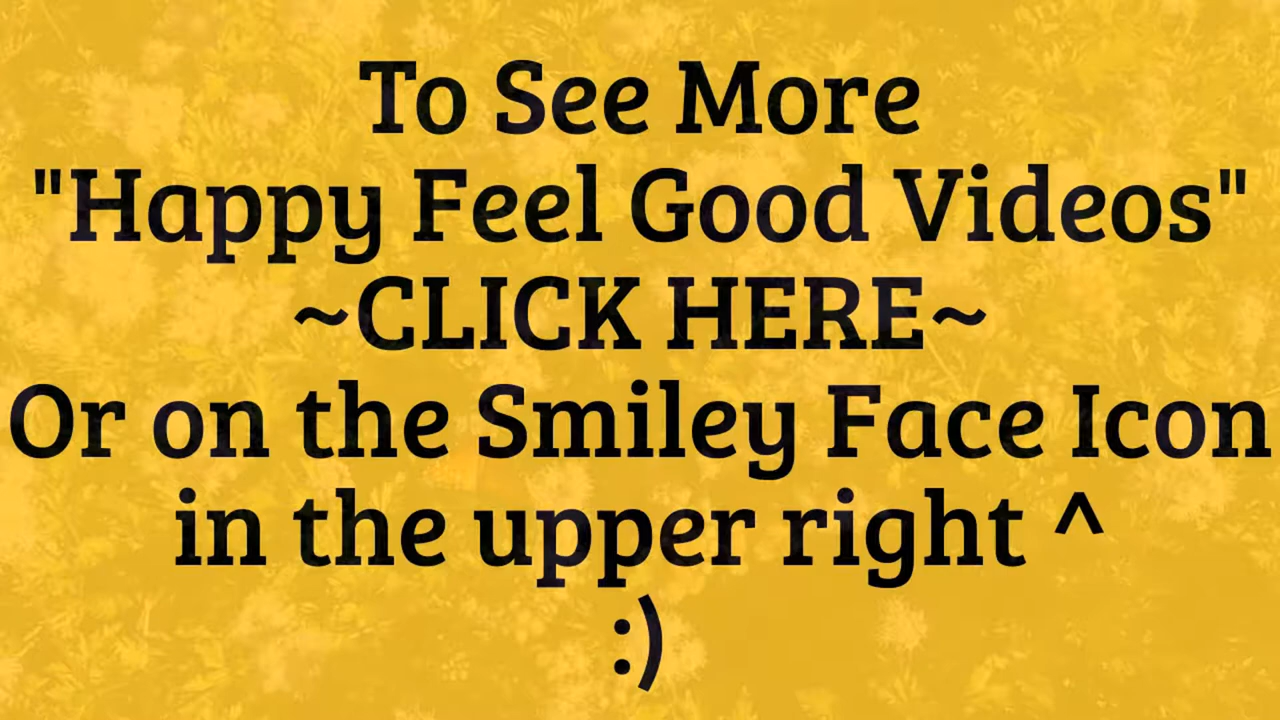 To See More
"Happy Feel Good Videos"
~CLICK HERE~
Or on the Smiley Face Icon
in the upper right ^
:)